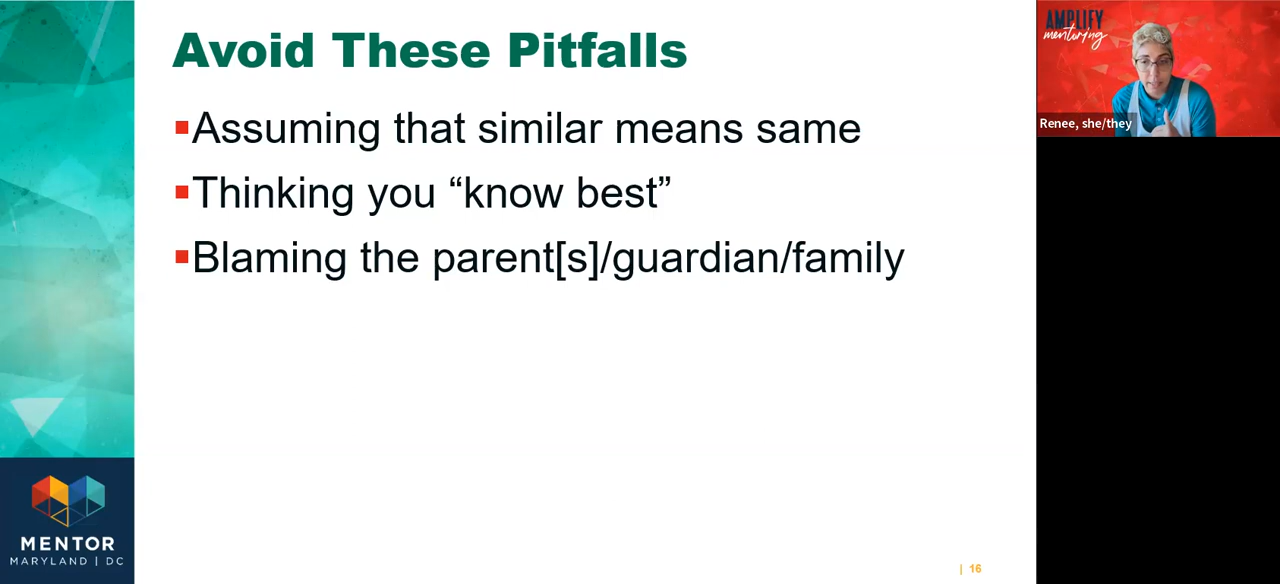 Avoid These Pitfalls
▪Assuming that similar means same
▪Thinking you “know best”
▪Blaming the parent[s]/guardian/family
MENTOR
MARYLAND | DC
| 16
AMPLIFY
mentoring
Renee, she/they